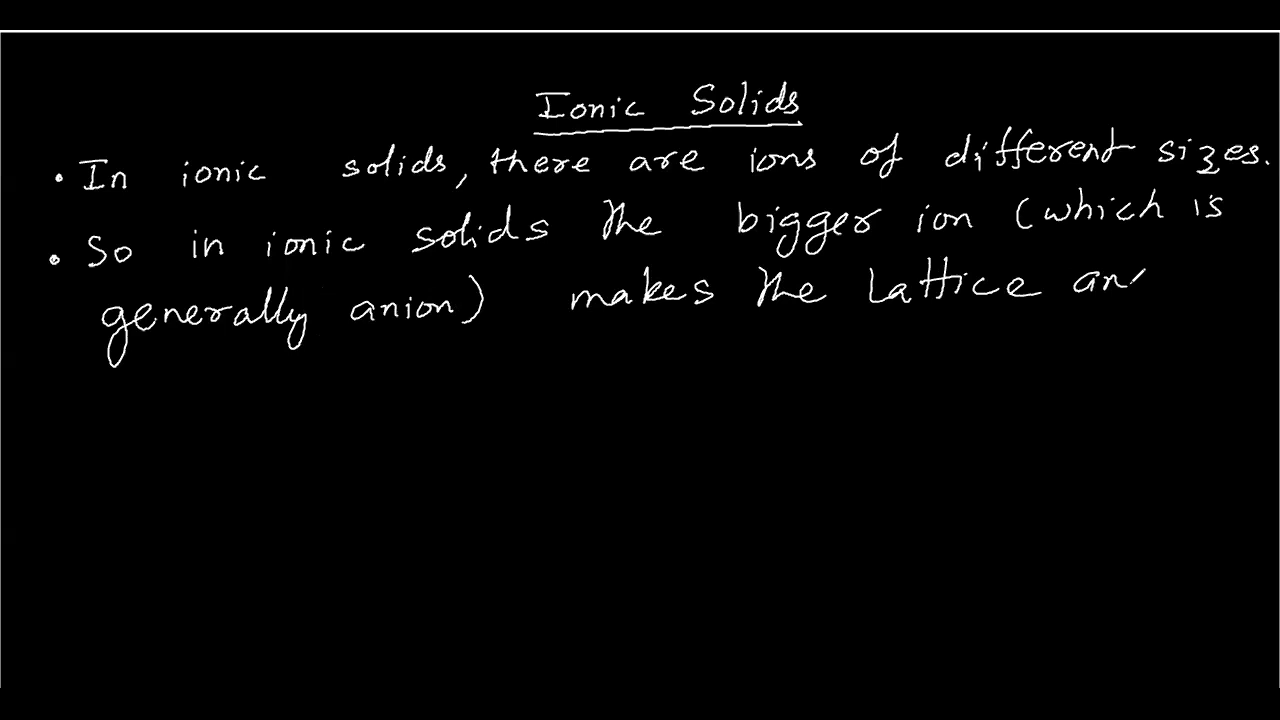 Ionic Solids
• In ionic solids, there are ions of different sizes.
• So in ionic solids the bigger ion (which is
generally anion) makes the lattice an